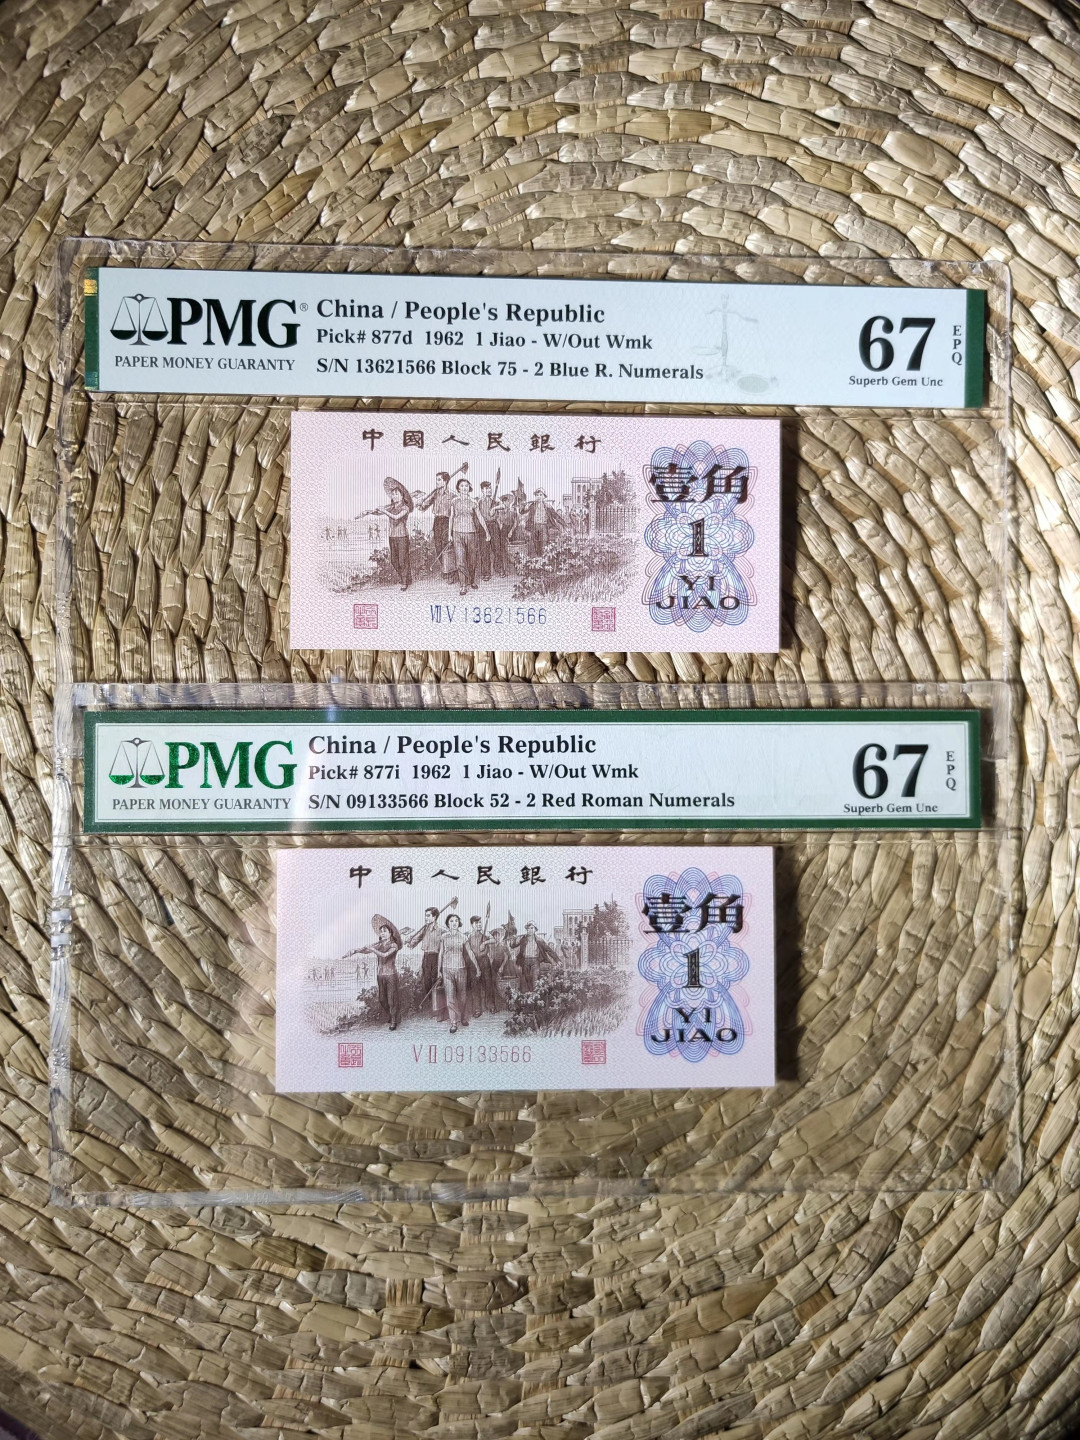 PMG®
PAPER MONEY GUARANTY
China / People's Republic
Pick# 877d 1962 1 Jiao - W/Out Wmk
S/N 13621566 Block 75 - 2 Blue R. Numerals
67
EPQ
Superb Gem Unc
中國人民銀行
壹角
1
YI
JIAO
Ⅶ Ⅴ 13621566
PMG
PAPER MONEY GUARANTY
China / People's Republic
Pick# 877i 1962 1 Jiao - W/Out Wmk
S/N 09133566 Block 52 - 2 Red Roman Numerals
67
EPQ
Superb Gem Unc
中國人民銀行
壹角
1
YI
JIAO
Ⅴ Ⅱ 09133566